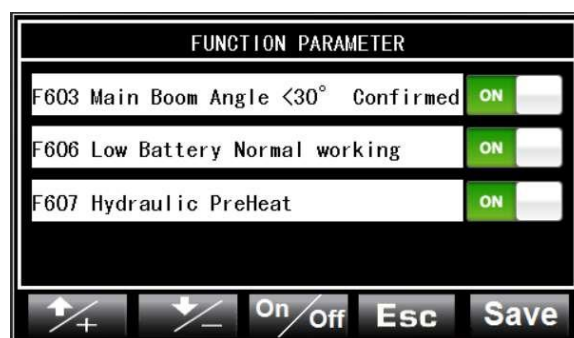 FUNCTION PARAMETER
F603 Main Boom Angle <30° Confirmed ON
F606 Low Battery Normal working ON
F607 Hydraulic PreHeat ON
↑/+ ↓/− On/Off Esc Save